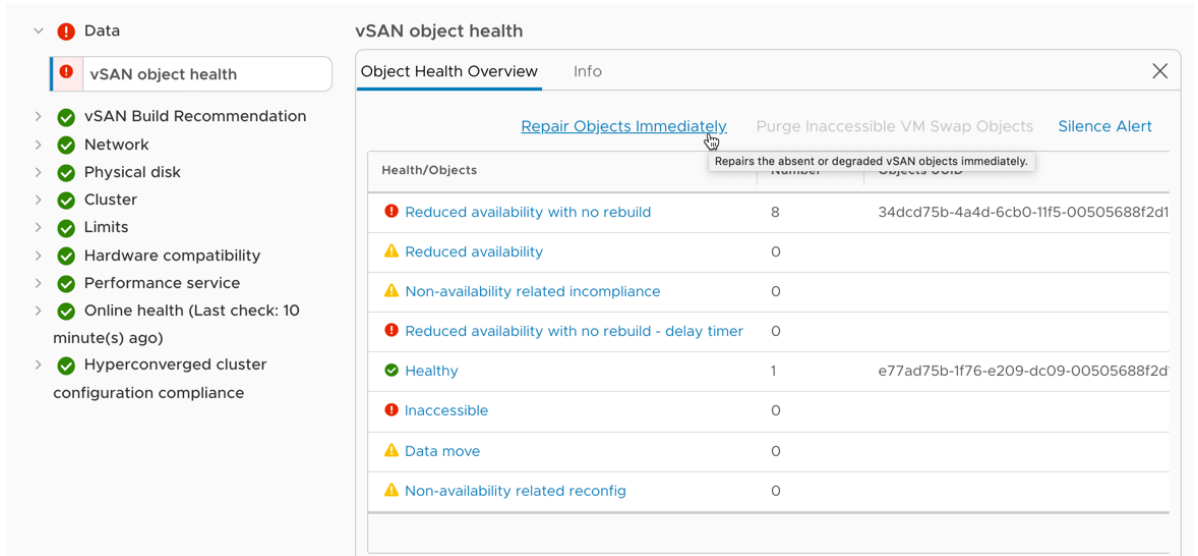 Data
vSAN object health
vSAN Build Recommendation
Network
Physical disk
Cluster
Limits
Hardware compatibility
Performance service
Online health (Last check: 10
minute(s) ago)
Hyperconverged cluster
configuration compliance
vSAN object health
Object Health Overview Info
Repair Objects Immediately Purge Inaccessible VM Swap Objects Silence Alert
Repairs the absent or degraded vSAN objects immediately.
Health/Objects Number Objects UUID
Reduced availability with no rebuild 8 34dcd75b-4a4d-6cb0-11f5-00505688f2d1
Reduced availability 0
Non-availability related incompliance 0
Reduced availability with no rebuild - delay timer 0
Healthy 1 e77ad75b-1f76-e209-dc09-00505688f2d
Inaccessible 0
Data move 0
Non-availability related reconfig 0